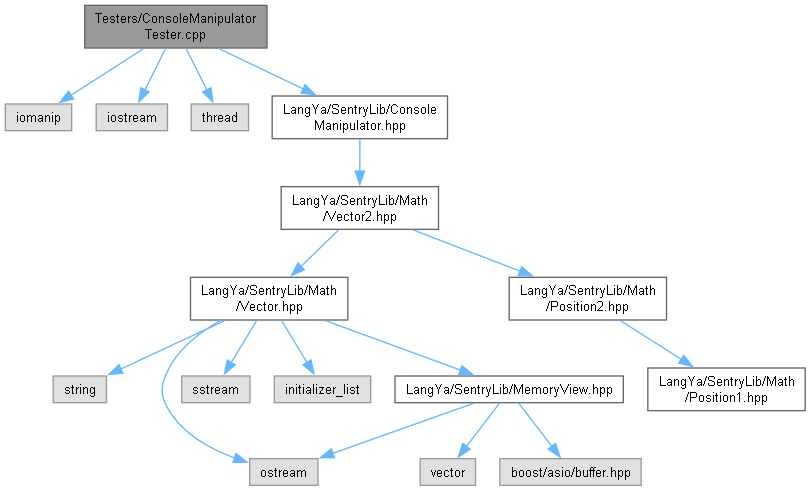 Testers/ConsoleManipulator
Tester.cpp
iomanip
iostream
thread
LangYa/SentryLib/Console
Manipulator.hpp
LangYa/SentryLib/Math
/Vector2.hpp
LangYa/SentryLib/Math
/Vector.hpp
LangYa/SentryLib/Math
/Position2.hpp
string
sstream
initializer_list
LangYa/SentryLib/MemoryView.hpp
LangYa/SentryLib/Math
/Position1.hpp
ostream
vector
boost/asio/buffer.hpp